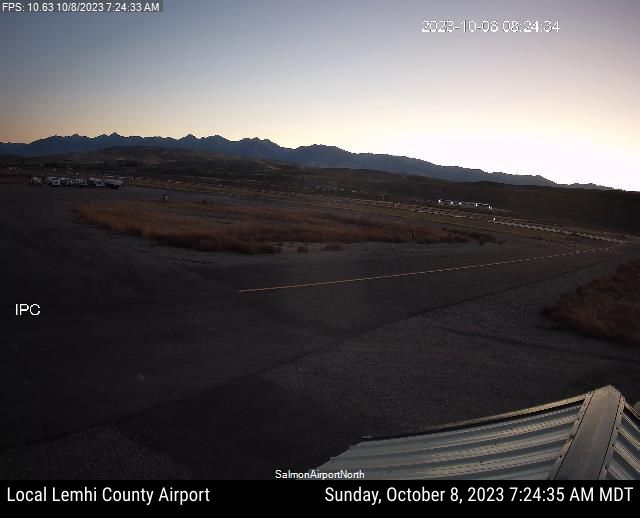 FPS: 10.63 10/8/2023 7:24:33 AM
2023-10-08 08:24:34
IPC
SalmonAirportNorth
Local Lemhi County Airport
Sunday, October 8, 2023 7:24:35 AM MDT